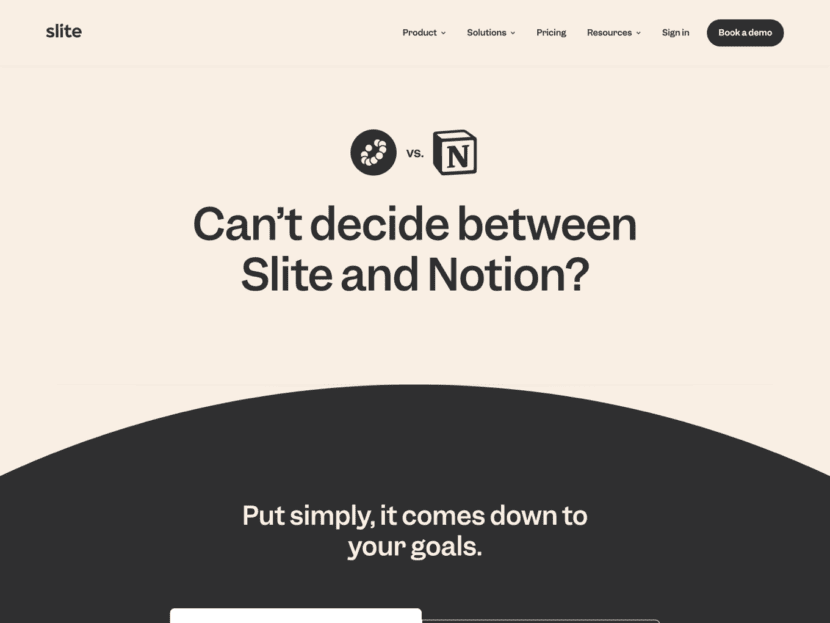 slite
Product
Solutions
Pricing
Resources
Sign in
Book a demo
vs.
N
Can't decide between
Slite and Notion?
Put simply, it comes down to
your goals.